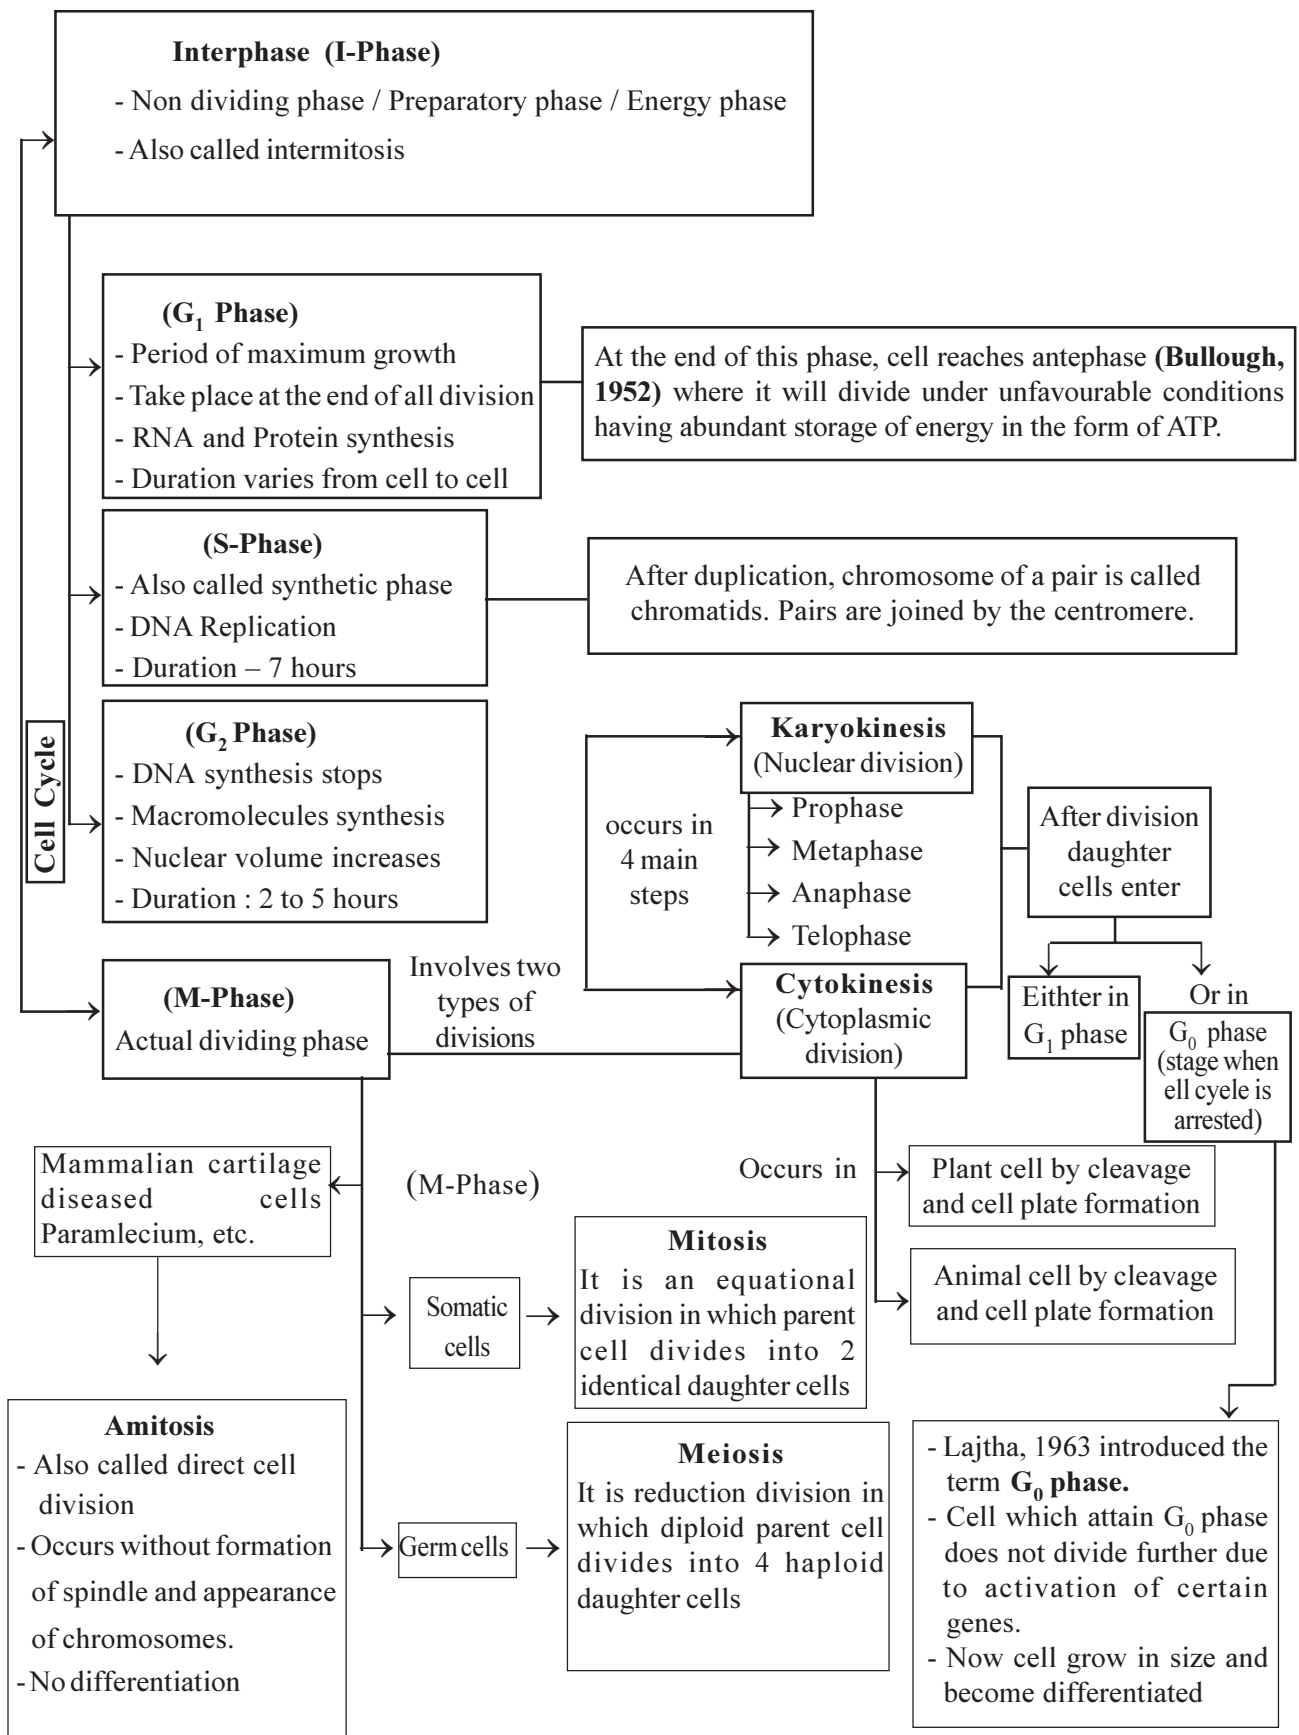 Interphase (I-Phase)
- Non dividing phase / Preparatory phase / Energy phase
- Also called intermitosis
(G₁ Phase)
- Period of maximum growth
- Take place at the end of all division
- RNA and Protein synthesis
- Duration varies from cell to cell
At the end of this phase, cell reaches antephase (Bullough,
1952) where it will divide under unfavourable conditions
having abundant storage of energy in the form of ATP.
(S-Phase)
- Also called synthetic phase
- DNA Replication
- Duration – 7 hours
After duplication, chromosome of a pair is called
chromatids. Pairs are joined by the centromere.
Cell Cycle
(G₂ Phase)
- DNA synthesis stops
- Macromolecules synthesis
- Nuclear volume increases
- Duration : 2 to 5 hours
occurs in
4 main
steps
Karyokinesis
(Nuclear division)
Prophase
Metaphase
Anaphase
Telophase
After division
daughter
cells enter
(M-Phase)
Actual dividing phase
Involves two
types of
divisions
Cytokinesis
(Cytoplasmic
division)
Eithter in
G₁ phase
Or in
G₀ phase
(stage when
ell cyele is
arrested)
Mammalian cartilage
diseased cells
Paramlecium, etc.
(M-Phase)
Occurs in
Plant cell by cleavage
and cell plate formation
Animal cell by cleavage
and cell plate formation
Somatic
cells
Mitosis
It is an equational
division in which parent
cell divides into 2
identical daughter cells
Amitosis
- Also called direct cell
division
- Occurs without formation
of spindle and appearance
of chromosomes.
- No differentiation
Germ cells
Meiosis
It is reduction division in
which diploid parent cell
divides into 4 haploid
daughter cells
- Lajtha, 1963 introduced the
term G₀ phase.
- Cell which attain G₀ phase
does not divide further due
to activation of certain
genes.
- Now cell grow in size and
become differentiated